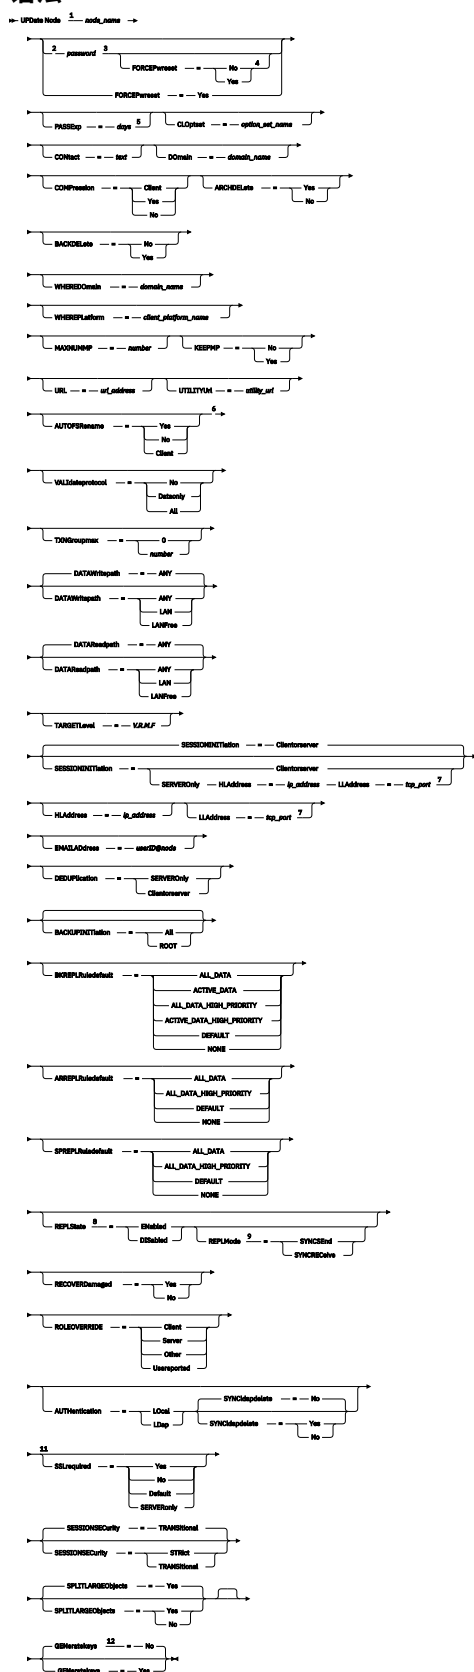 UPDate Node 1 node_name
2 password 3
FORCEPwreset = No 4
Yes
FORCEPwreset = Yes
PASSExp = days 5 CLOptset = option_set_name
CONtact = text DOmain = domain_name
COMPression = Client ARCHDELete = Yes
Yes No
No
BACKDELete = No
Yes
WHEREDOmain = domain_name
WHEREPLatform = client_platform_name
MAXNUMMP = number KEEPMP = No
Yes
URL = url_address UTILITYUrl = utility_url
6
AUTOFSRename = Yes
No
Client
VALIdateprotocol = No
Dataonly
All
TXNGroupmax = 0
number
DATAWritepath = ANY
DATAWritepath = ANY
LAN
LANFree
DATAReadpath = ANY
DATAReadpath = ANY
LAN
LANFree
TARGETLevel = V.R.M.F
SESSIONINITiation = Clientorserver
SESSIONINITiation = Clientorserver
SERVEROnly HLAddress = ip_address LLAddress = tcp_port 7
HLAddress = ip_address LLAddress = tcp_port 7
EMAILADdress = userID@node
DEDUPlication = SERVEROnly
Clientorserver
BACKUPINITiation = All
ROOT
BKREPLRuledefault = ALL_DATA
ACTIVE_DATA
ALL_DATA_HIGH_PRIORITY
ACTIVE_DATA_HIGH_PRIORITY
DEFAULT
NONE
ARREPLRuledefault = ALL_DATA
ALL_DATA_HIGH_PRIORITY
DEFAULT
NONE
SPREPLRuledefault = ALL_DATA
ALL_DATA_HIGH_PRIORITY
DEFAULT
NONE
REPLState 8 = ENabled
DISabled REPLMode 9 = SYNCSEnd
SYNCRECeive
RECOVERDamaged = Yes
No
ROLEOVERRIDE = Client
Server
Other
Usereported
SYNCldapdelete = No
AUTHentication = LOcal
LDap SYNCldapdelete = Yes
No
11
SSLrequired = Yes
No
Default
SERVERonly
SESSIONSECurity = TRANSitional
SESSIONSECurity = STRict
TRANSitional
SPLITLARGEObjects = Yes
SPLITLARGEObjects = Yes
No
GENeratekeys 12 = No
GENeratekeys = Yes